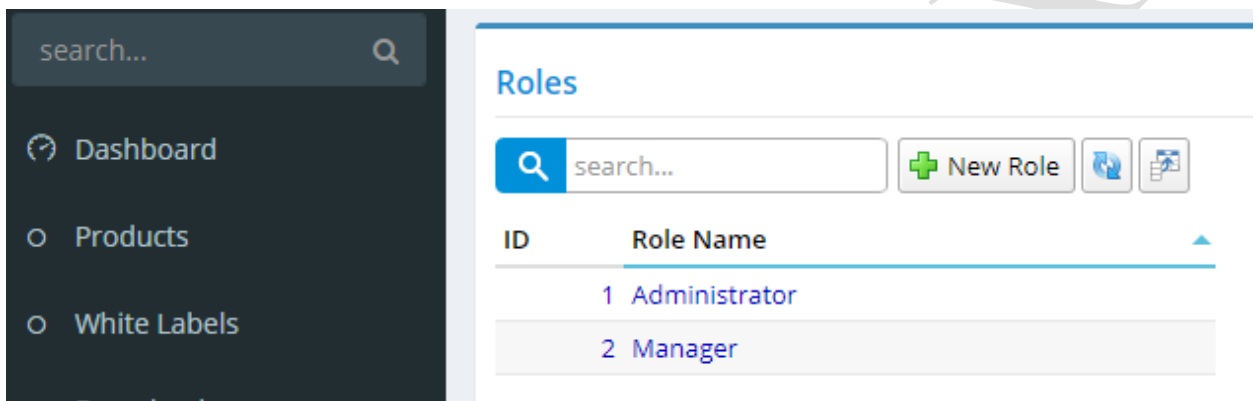 search...
Dashboard
Products
White Labels
Roles
search...
New Role
ID Role Name
1 Administrator
2 Manager